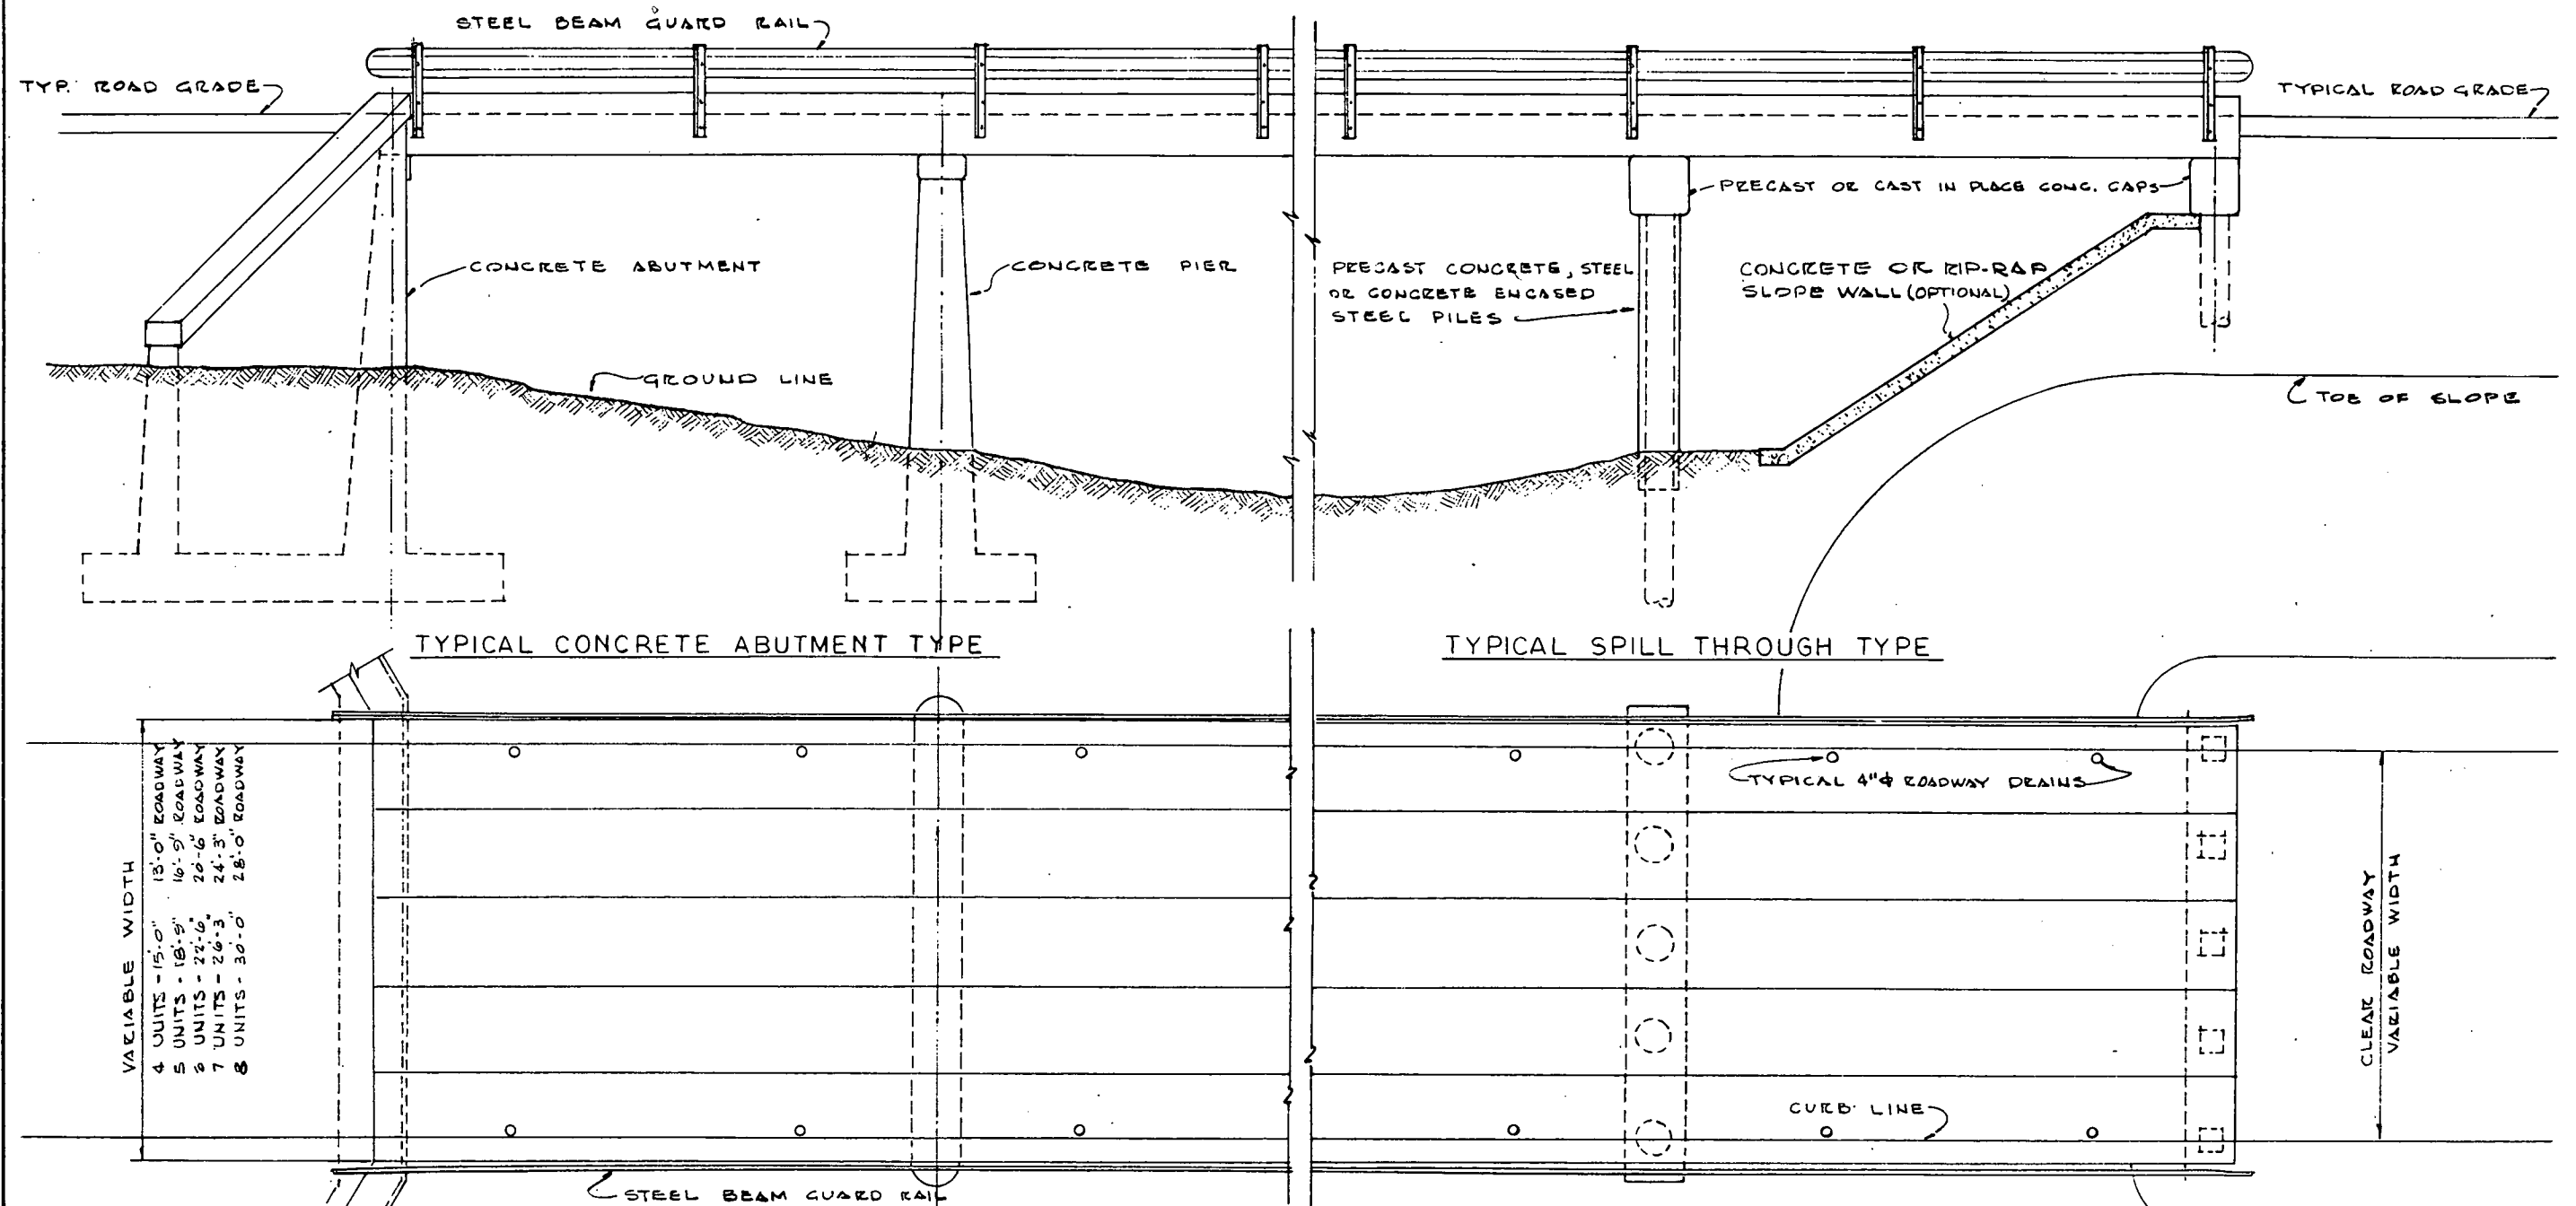 STEEL BEAM GUARD RAIL
TYP. ROAD GRADE
TYPICAL ROAD GRADE
PRECAST OR CAST IN PLACE CONC. CAPS
CONCRETE ABUTMENT
CONCRETE PIER
PRECAST CONCRETE, STEEL
OR CONCRETE ENCASED
STEEL PILES
CONCRETE OR RIP-RAP
SLOPE WALL (OPTIONAL)
GROUND LINE
TOE OF SLOPE
TYPICAL CONCRETE ABUTMENT TYPE
TYPICAL SPILL THROUGH TYPE
VARIABLE WIDTH
4 UNITS - 15'-0" 13'-0" ROADWAY
5 UNITS - 18'-9" 16'-9" ROADWAY
6 UNITS - 22'-6" 20'-6" ROADWAY
7 UNITS - 26'-3" 24'-3" ROADWAY
8 UNITS - 30'-0" 28'-0" ROADWAY
TYPICAL 4"ϕ ROADWAY DRAINS
CURB LINE
CLEAR ROADWAY
VARIABLE WIDTH
STEEL BEAM GUARD RAIL